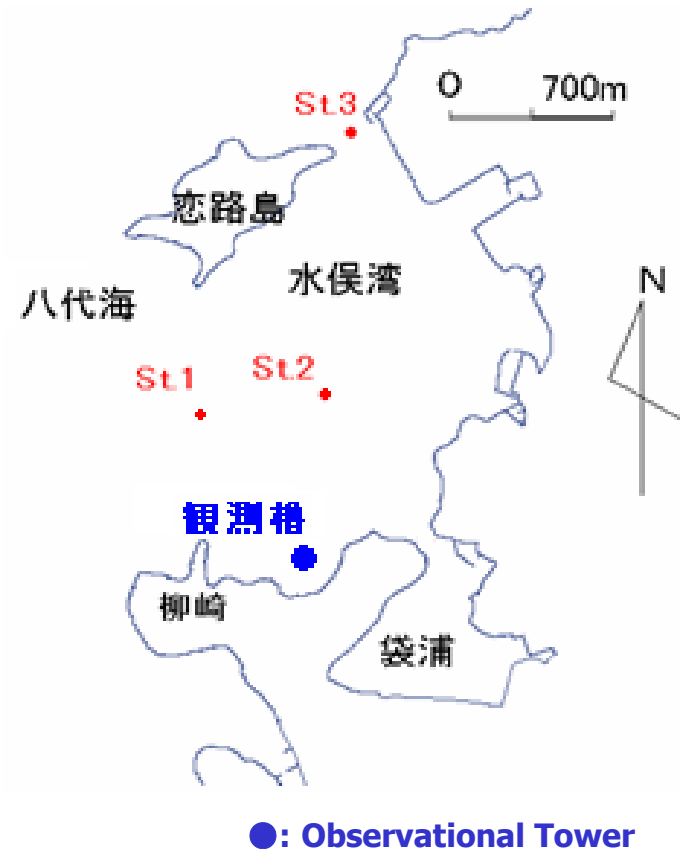 0 700m
St.3
恋路島
水俣湾
N
八代海
St.1
St.2
観測櫓
柳崎
袋浦
●: Observational Tower